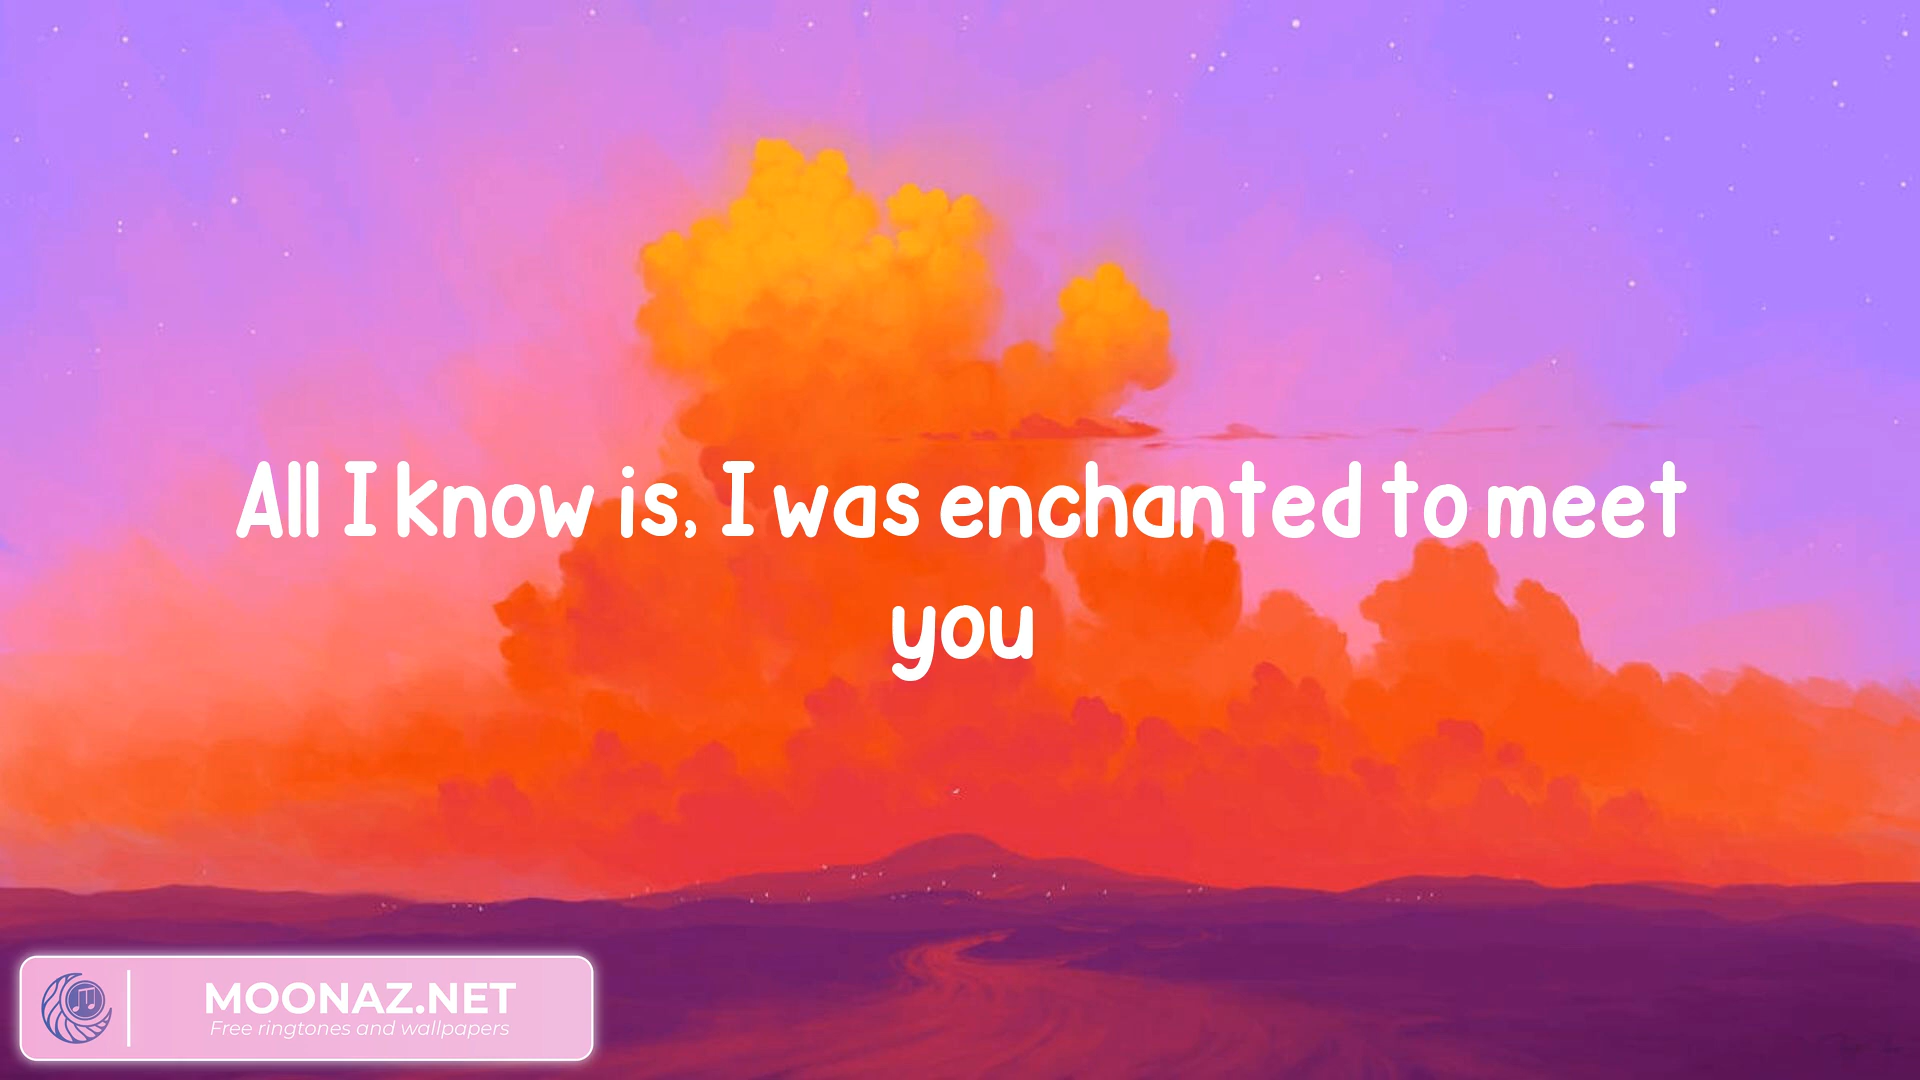 All I know is, I was enchanted to meet
you
MOONAZ.NET
Free ringtones and wallpapers